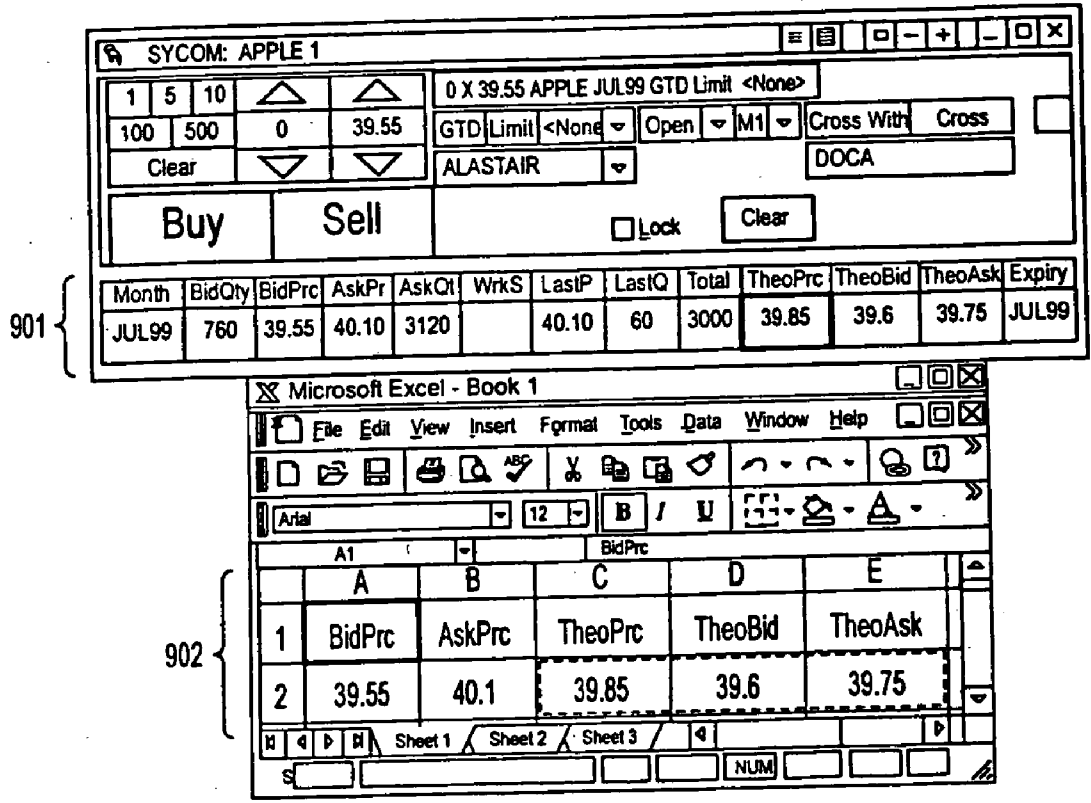 SYCOM: APPLE 1
1 5 10
0 X 39.55 APPLE JUL99 GTD Limit <None>
100 500 0 39.55 GTD Limit <None Open M1 Cross With Cross
Clear ALASTAIR DOCA
Buy Sell Lock Clear
Month BidQty BidPrc AskPr AskQt WrkS LastP LastQ Total TheoPrc TheoBid TheoAsk Expiry
901 JUL99 760 39.55 40.10 3120 40.10 60 3000 39.85 39.6 39.75 JUL99
Microsoft Excel - Book 1
File Edit View Insert Format Tools Data Window Help
ABC ?
Arial 12 B I U A
A1 BidPrc
A B C D E
1 BidPrc AskPrc TheoPrc TheoBid TheoAsk
902
2 39.55 40.1 39.85 39.6 39.75
Sheet 1 Sheet 2 Sheet 3
S NUM